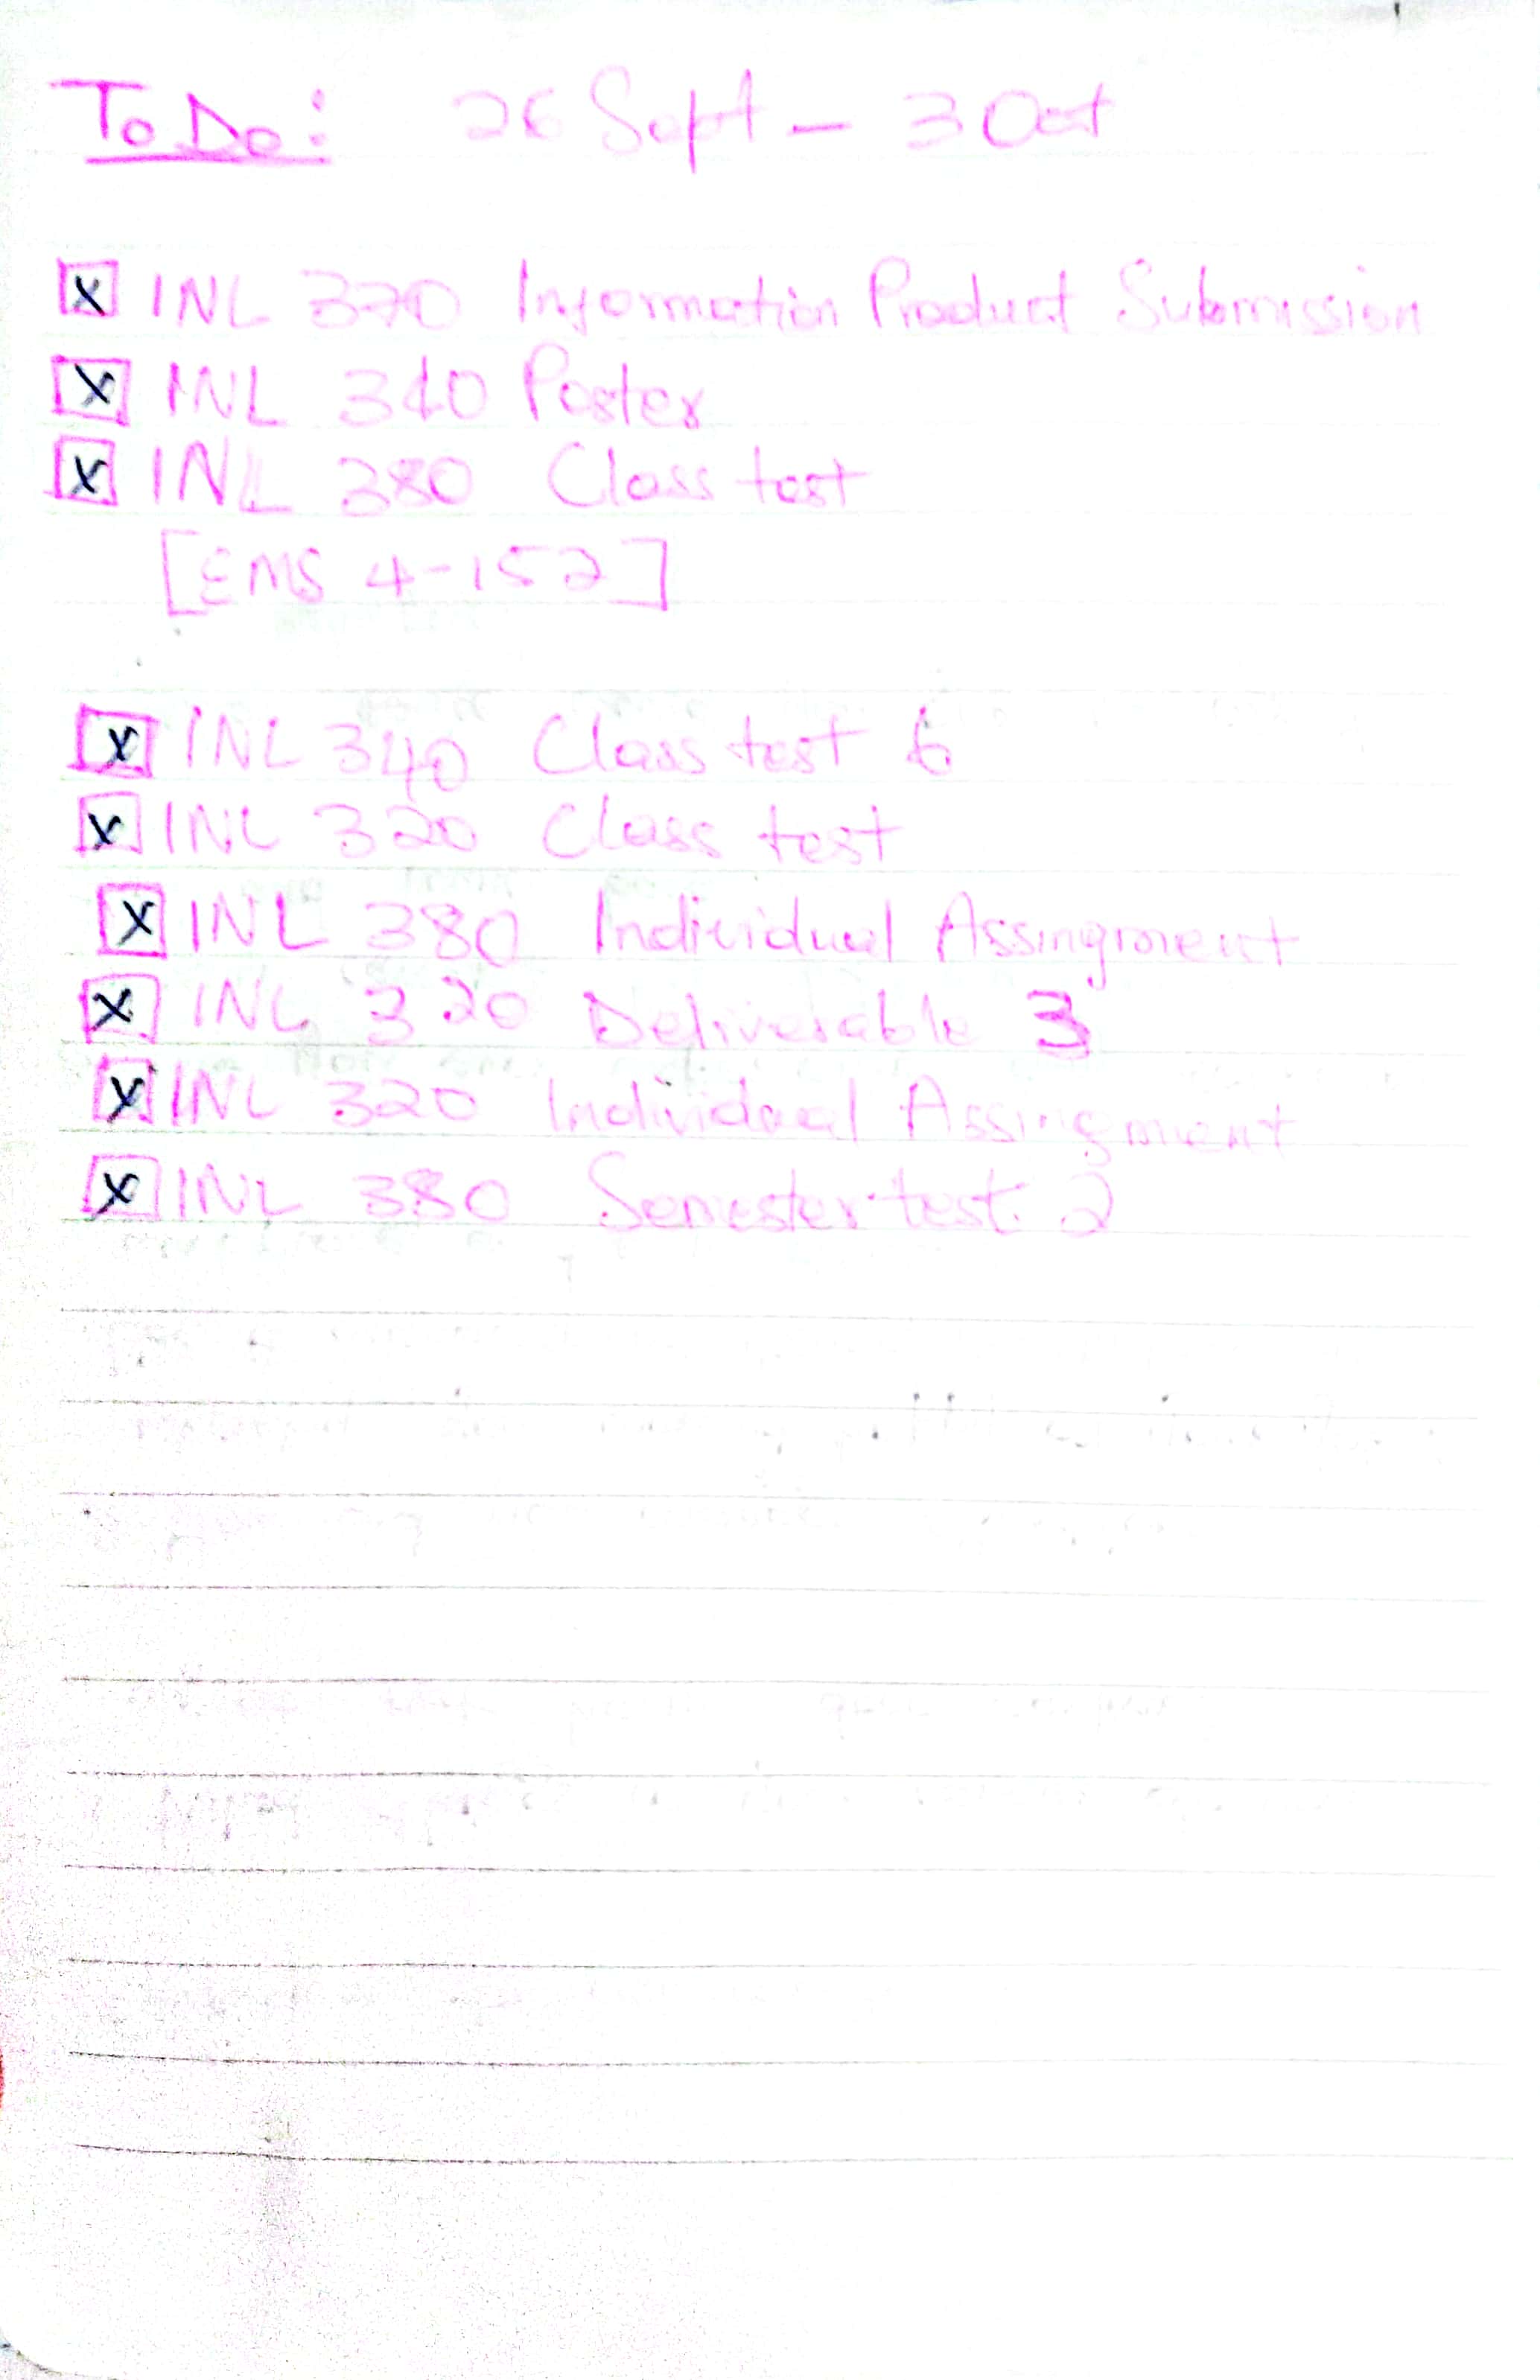 To Do: 26 Sept - 3 Oct
☒ INL 370 Information Product Submission
☒ INL 340 Poster
☒ INL 380 Class test
[EMS 4-152]
☒ INL 340 Class test 6
☒ INL 320 Class test
☒ INL 380 Individual Assingment
☒ INL 320 Deliverable 3
☒ INL 320 Individual Assingment
☒ INL 380 Semester test 2